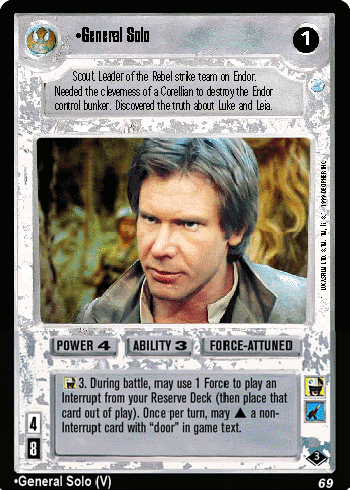 •General Solo
1
Scout Leader of the Rebel strike team on Endor.
Needed the cleverness of a Corellian to destroy the Endor
control bunker. Discovered the truth about Luke and Leia.
POWER 4 ABILITY 3 FORCE-ATTUNED
3. During battle, may use 1 Force to play an
Interrupt from your Reserve Deck (then place that
card out of play). Once per turn, may ▲ a non-
Interrupt card with "door" in game text.
4
8
3
•General Solo (V) 69